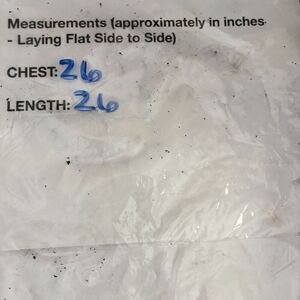 Measurements (approximately in inches-
- Laying Flat Side to Side)
CHEST: 26
LENGTH: 26